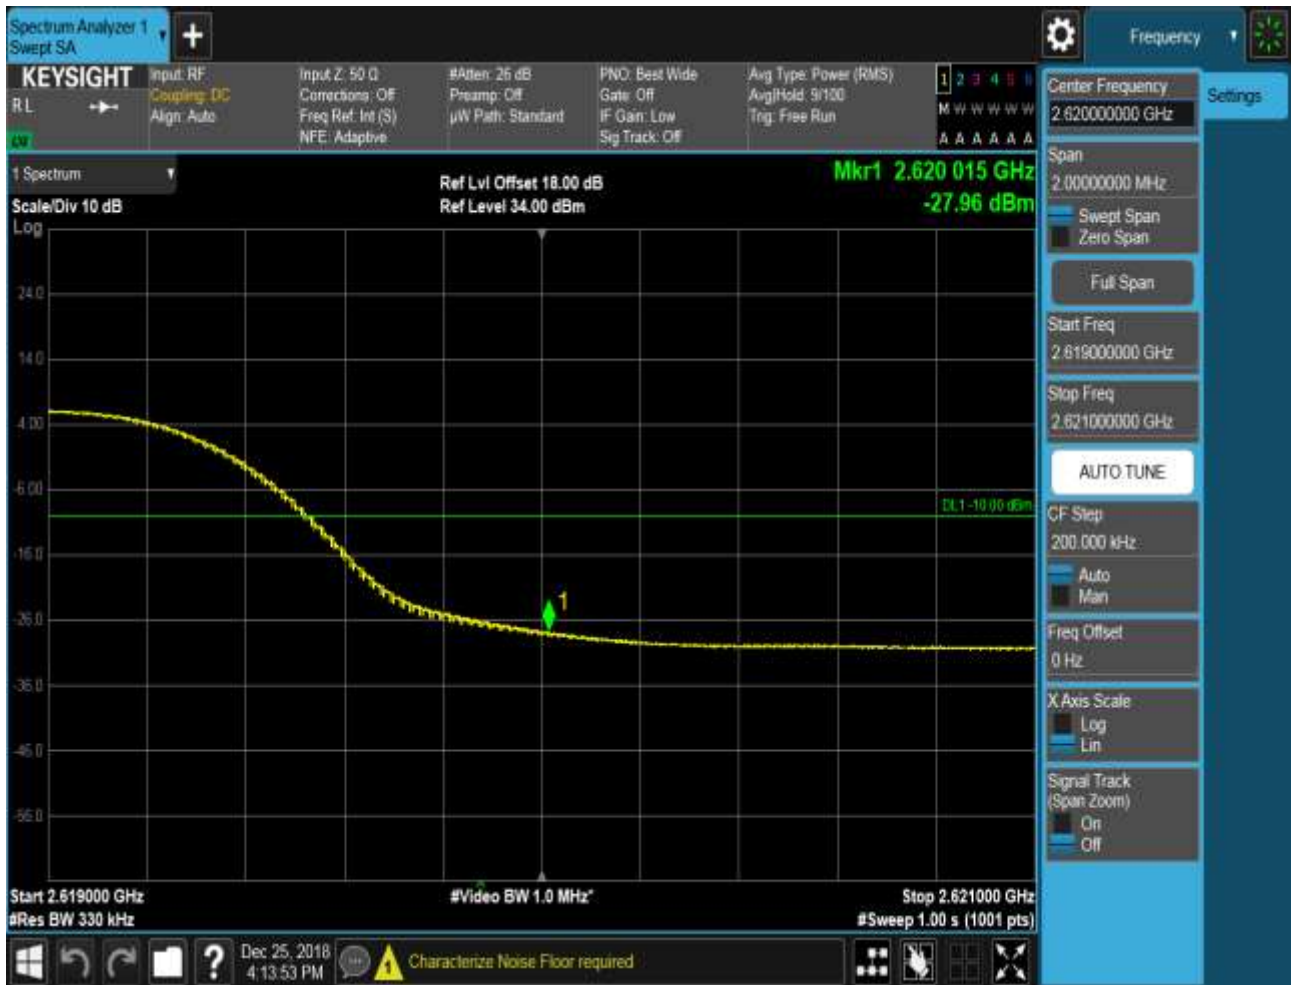 Spectrum Analyzer 1
Swept SA
Frequency
KEYSIGHT
R L
Input: RF
Coupling: DC
Align: Auto
Input Z: 50 Ω
Corrections: Off
Freq Ref: Int (S)
NFE: Adaptive
#Atten: 26 dB
Preamp: Off
µW Path: Standard
PNO: Best Wide
Gate: Off
IF Gain: Low
Sig Track: Off
Avg Type: Power (RMS)
Avg|Hold: 9/100
Trig: Free Run
1 2 3 4 5 6
M W W W W W
A A A A A A
1 Spectrum
Scale/Div 10 dB
Log
Ref Lvl Offset 18.00 dB
Ref Level 34.00 dBm
Mkr1 2.620 015 GHz
-27.96 dBm
24.0
14.0
4.00
-6.00
DL1 -10.00 dBm
-16.0
1
-26.0
-36.0
-46.0
-56.0
Start 2.619000 GHz
#Res BW 330 kHz
#Video BW 1.0 MHz*
Stop 2.621000 GHz
#Sweep 1.00 s (1001 pts)
Center Frequency
2.620000000 GHz
Settings
Span
2.00000000 MHz
Swept Span
Zero Span
Full Span
Start Freq
2.619000000 GHz
Stop Freq
2.621000000 GHz
AUTO TUNE
CF Step
200.000 kHz
Auto
Man
Freq Offset
0 Hz
X Axis Scale
Log
Lin
Signal Track
(Span Zoom)
On
Off
?
Dec 25, 2018
4:13:53 PM
1
Characterize Noise Floor required